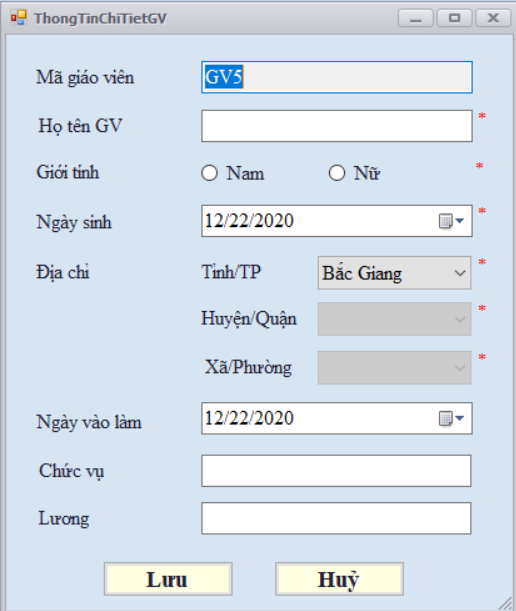 ThongTinChiTietGV
Mã giáo viên GV5
Họ tên GV *
Giới tính Nam Nữ *
Ngày sinh 12/22/2020 *
Địa chỉ Tỉnh/TP Bắc Giang *
Huyện/Quận *
Xã/Phường *
Ngày vào làm 12/22/2020
Chức vụ
Lương
Lưu Huỷ